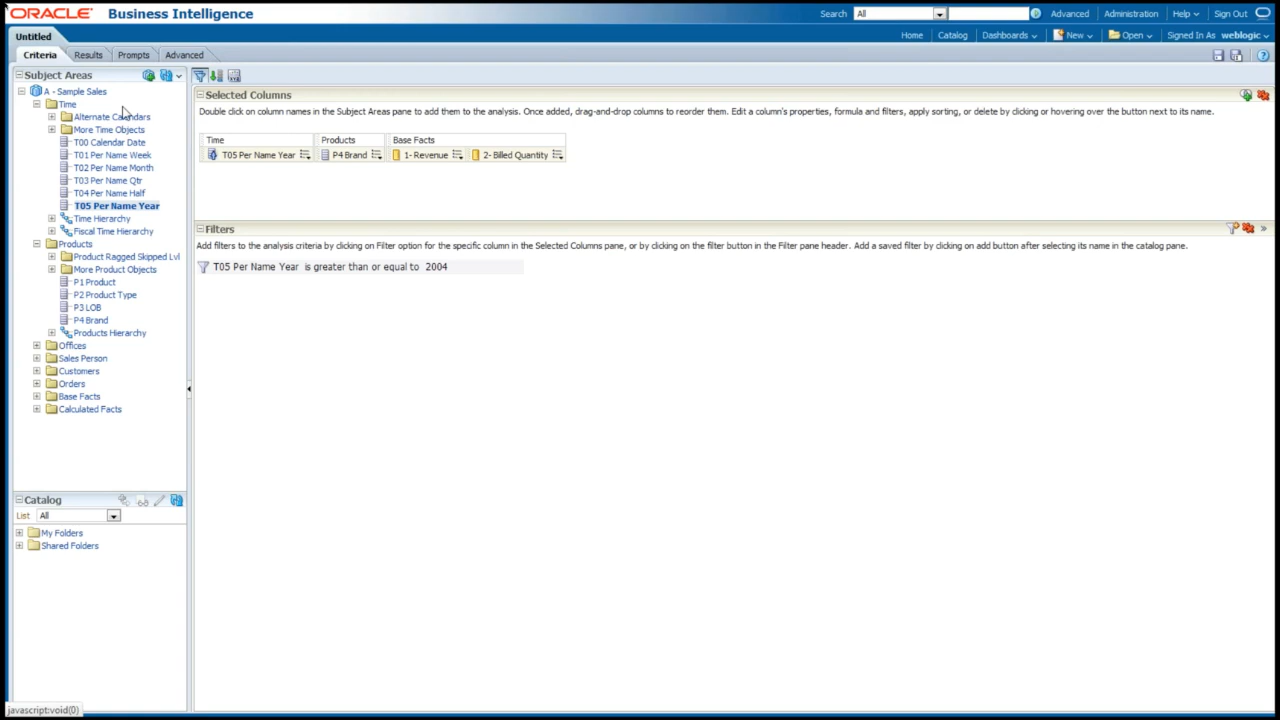 ORACLE Business Intelligence
Search All Advanced Administration Help Sign Out
Untitled
Home Catalog Dashboards New Open Signed In As weblogic
Criteria Results Prompts Advanced
Subject Areas
A - Sample Sales
Time
Alternate Calendars
More Time Objects
T00 Calendar Date
T01 Per Name Week
T02 Per Name Month
T03 Per Name Qtr
T04 Per Name Half
T05 Per Name Year
Time Hierarchy
Fiscal Time Hierarchy
Products
Product Ragged Skipped Lvl
More Product Objects
P1 Product
P2 Product Type
P3 LOB
P4 Brand
Products Hierarchy
Offices
Sales Person
Customers
Orders
Base Facts
Calculated Facts
Catalog
List All
My Folders
Shared Folders
Selected Columns
Double click on column names in the Subject Areas pane to add them to the analysis. Once added, drag-and-drop columns to reorder them. Edit a column's properties, formula and filters, apply sorting, or delete by clicking or hovering over the button next to its name.
Time Products Base Facts
T05 Per Name Year P4 Brand 1- Revenue 2- Billed Quantity
Filters
Add filters to the analysis criteria by clicking on Filter option for the specific column in the Selected Columns pane, or by clicking on the filter button in the Filter pane header. Add a saved filter by clicking on add button after selecting its name in the catalog pane.
T05 Per Name Year is greater than or equal to 2004
javascript:void(0)